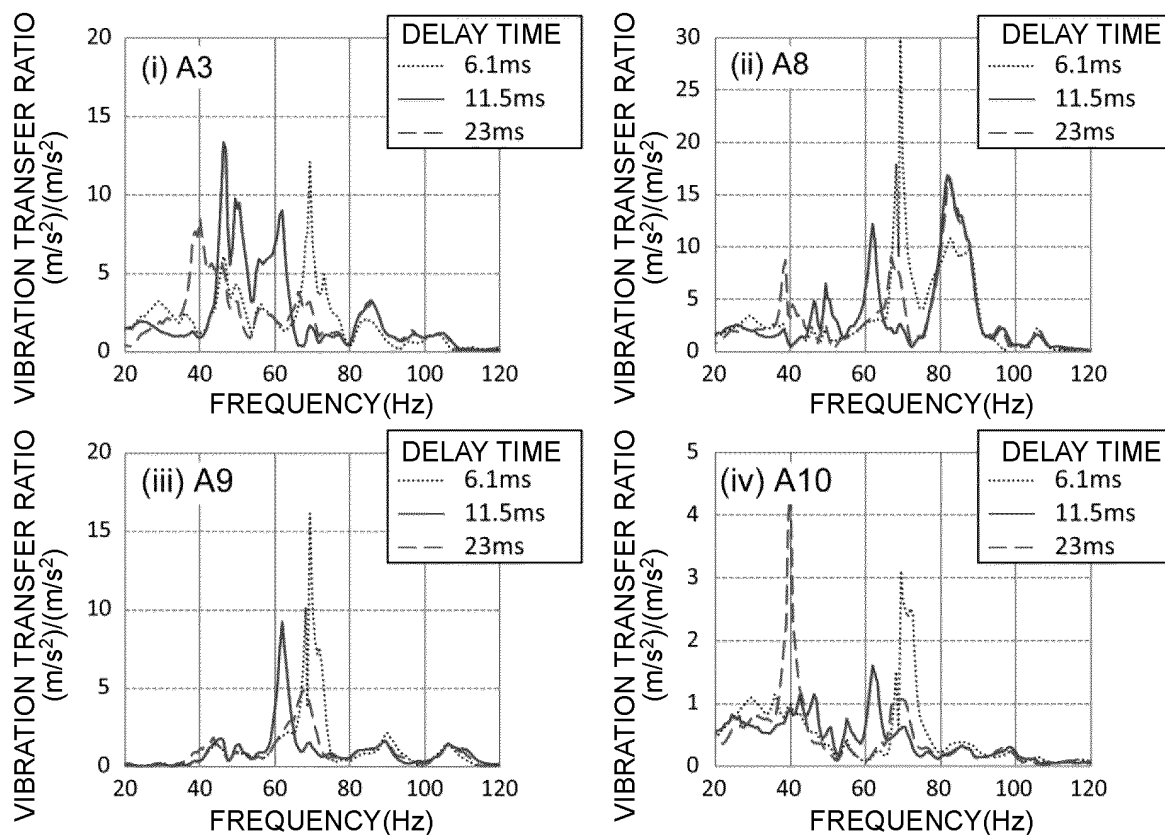 VIBRATION TRANSFER RATIO
(m/s²)/(m/s²)
20
15
10
5
0
(i) A3
DELAY TIME
6.1ms
11.5ms
23ms
20 40 60 80 100 120
FREQUENCY(Hz)
VIBRATION TRANSFER RATIO
(m/s²)/(m/s²)
30
25
20
15
10
5
0
(ii) A8
DELAY TIME
6.1ms
11.5ms
23ms
20 40 60 80 100 120
FREQUENCY(Hz)
VIBRATION TRANSFER RATIO
(m/s²)/(m/s²)
20
15
10
5
0
(iii) A9
DELAY TIME
6.1ms
11.5ms
23ms
20 40 60 80 100 120
FREQUENCY(Hz)
VIBRATION TRANSFER RATIO
(m/s²)/(m/s²)
5
4
3
2
1
0
(iv) A10
DELAY TIME
6.1ms
11.5ms
23ms
20 40 60 80 100 120
FREQUENCY(Hz)